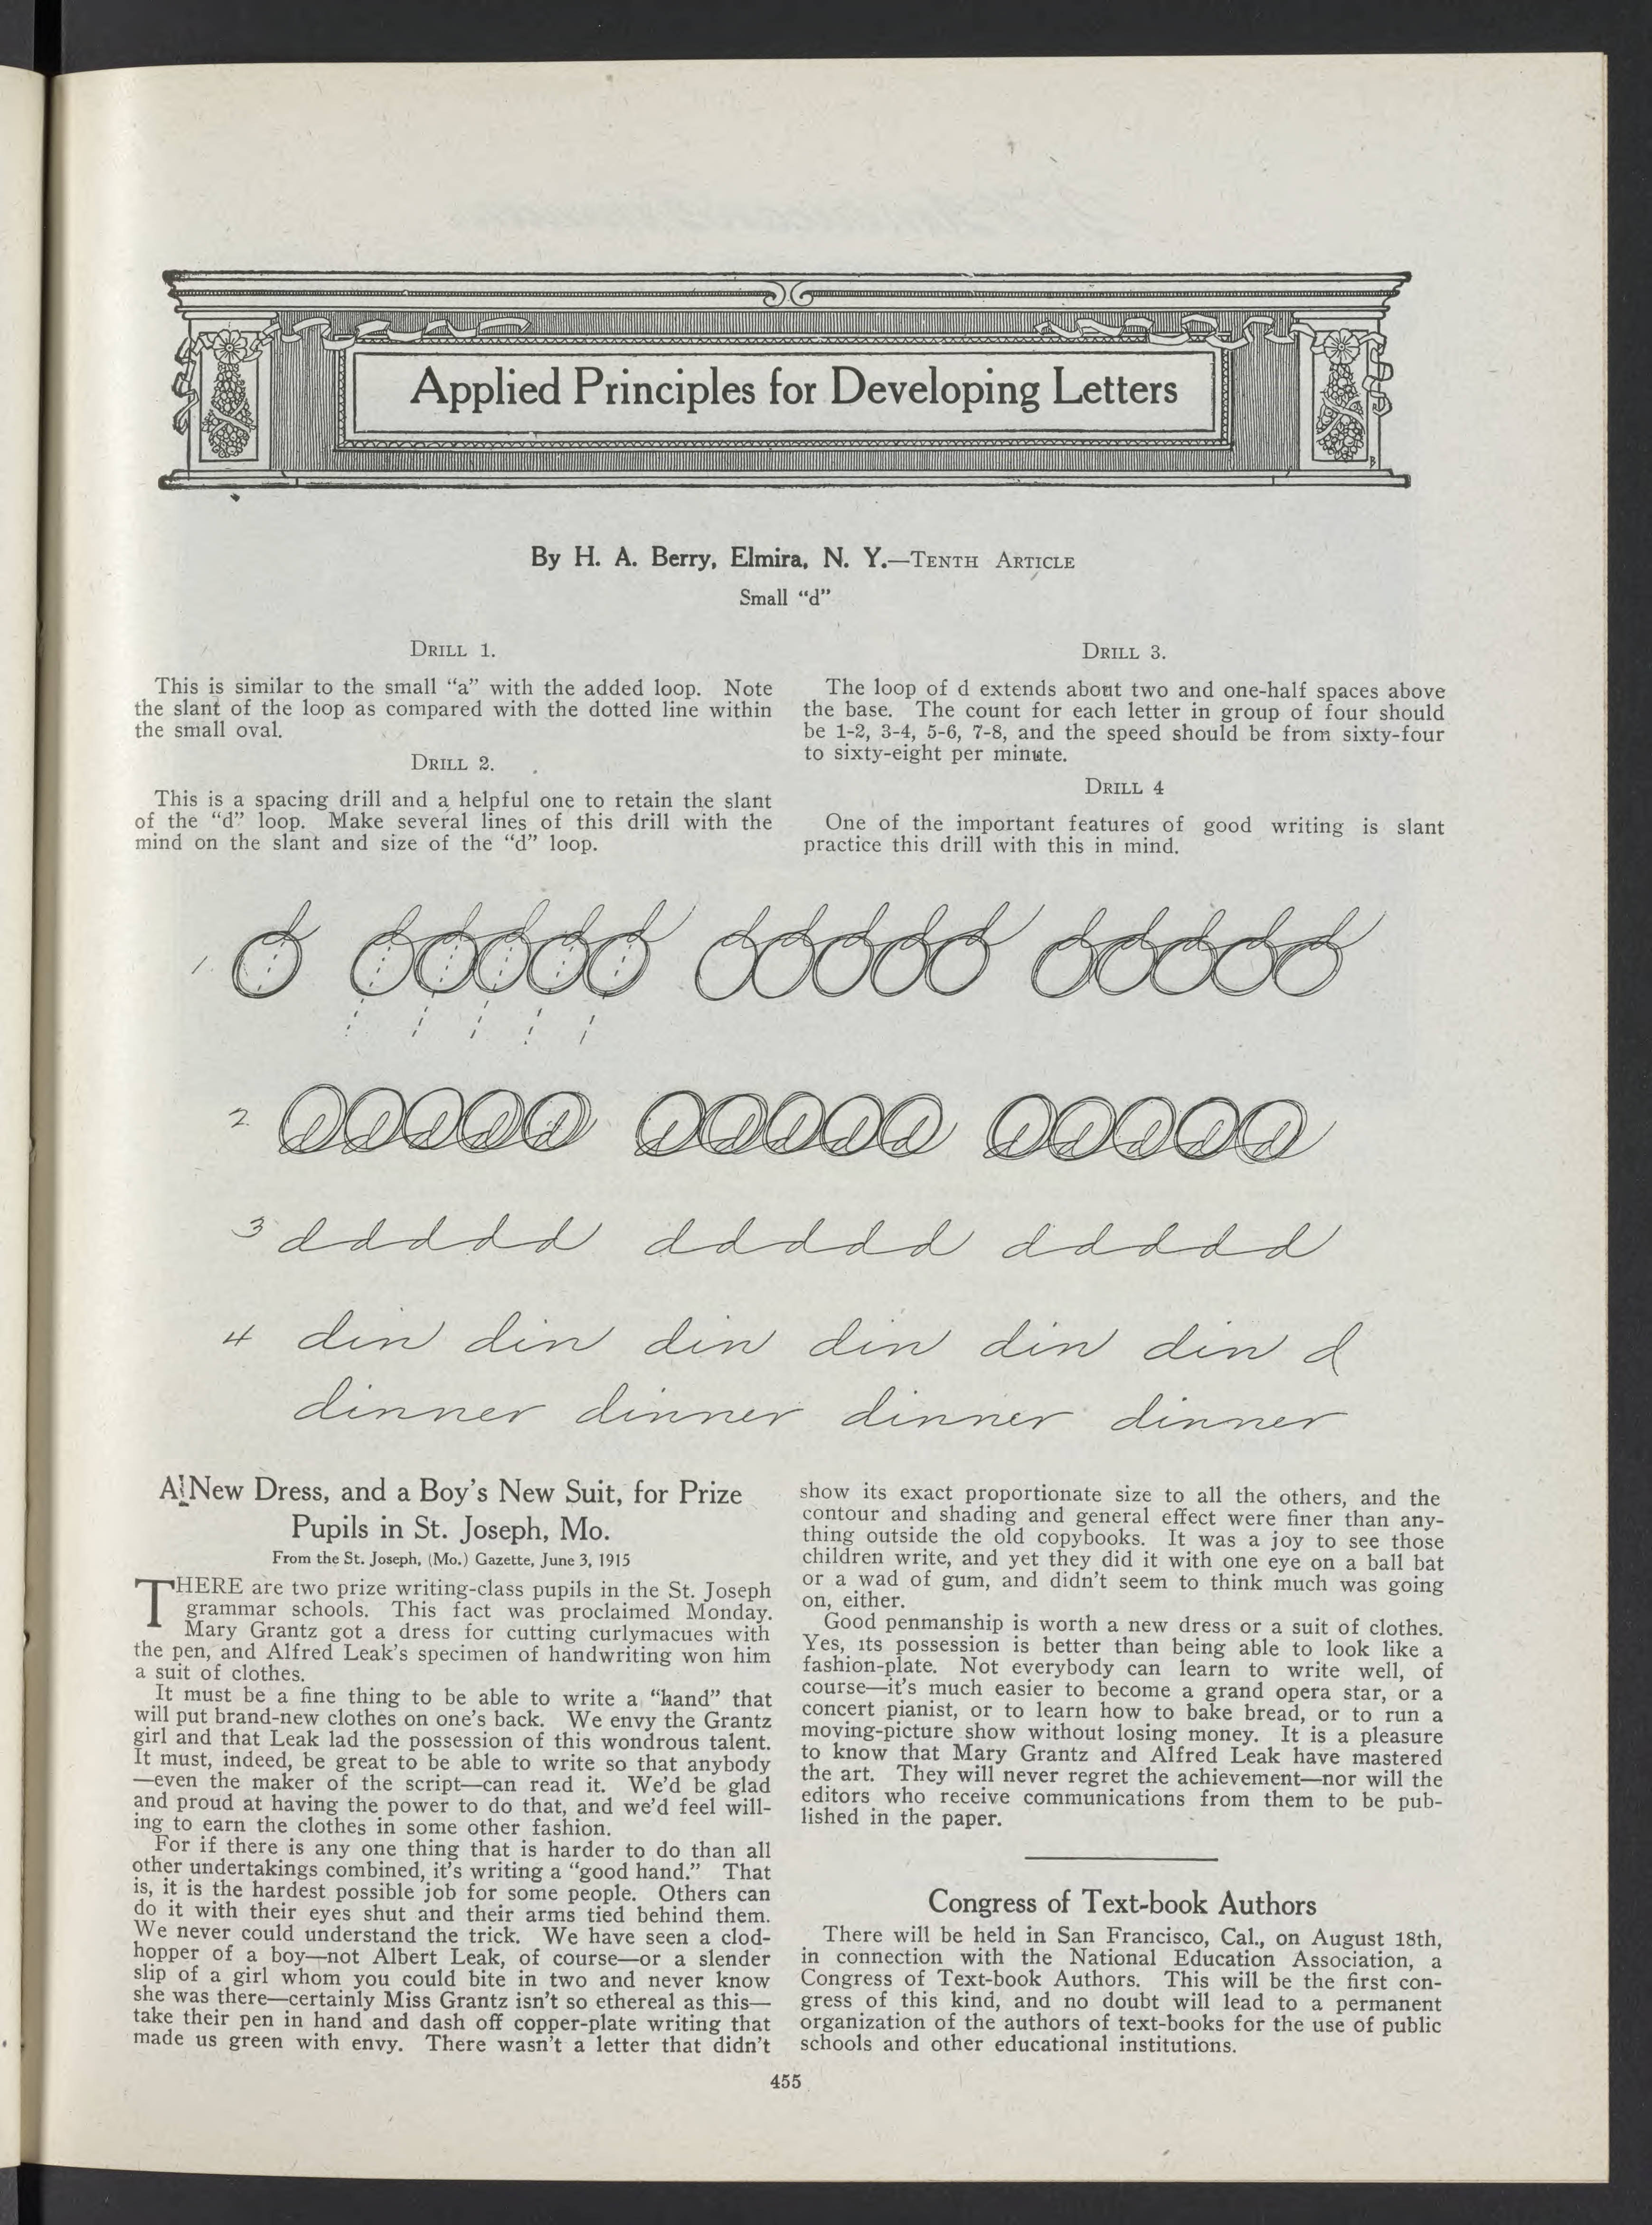 Applied Principles for Developing Letters
By H. A. Berry, Elmira, N. Y.—Tenth Article
Small "d"
Drill 1.
This is similar to the small "a" with the added loop. Note
the slant of the loop as compared with the dotted line within
the small oval.
Drill 2.
This is a spacing drill and a helpful one to retain the slant
of the "d" loop. Make several lines of this drill with the
mind on the slant and size of the "d" loop.
Drill 3.
The loop of d extends about two and one-half spaces above
the base. The count for each letter in group of four should
be 1-2, 3-4, 5-6, 7-8, and the speed should be from sixty-four
to sixty-eight per minute.
Drill 4
One of the important features of good writing is slant
practice this drill with this in mind.
1.
2.
3 ddddd ddddd ddddd
4 din din din din din din d
dinner dinner dinner dinner
A New Dress, and a Boy's New Suit, for Prize
Pupils in St. Joseph, Mo.
From the St. Joseph, (Mo.) Gazette, June 3, 1915
THERE are two prize writing-class pupils in the St. Joseph
grammar schools. This fact was proclaimed Monday.
Mary Grantz got a dress for cutting curlymacues with
the pen, and Alfred Leak's specimen of handwriting won him
a suit of clothes.
It must be a fine thing to be able to write a "hand" that
will put brand-new clothes on one's back. We envy the Grantz
girl and that Leak lad the possession of this wondrous talent.
It must, indeed, be great to be able to write so that anybody
—even the maker of the script—can read it. We'd be glad
and proud at having the power to do that, and we'd feel will-
ing to earn the clothes in some other fashion.
For if there is any one thing that is harder to do than all
other undertakings combined, it's writing a "good hand." That
is, it is the hardest possible job for some people. Others can
do it with their eyes shut and their arms tied behind them.
We never could understand the trick. We have seen a clod-
hopper of a boy—not Albert Leak, of course—or a slender
slip of a girl whom you could bite in two and never know
she was there—certainly Miss Grantz isn't so ethereal as this—
take their pen in hand and dash off copper-plate writing that
made us green with envy. There wasn't a letter that didn't
show its exact proportionate size to all the others, and the
contour and shading and general effect were finer than any-
thing outside the old copybooks. It was a joy to see those
children write, and yet they did it with one eye on a ball bat
or a wad of gum, and didn't seem to think much was going
on, either.
Good penmanship is worth a new dress or a suit of clothes.
Yes, its possession is better than being able to look like a
fashion-plate. Not everybody can learn to write well, of
course—it's much easier to become a grand opera star, or a
concert pianist, or to learn how to bake bread, or to run a
moving-picture show without losing money. It is a pleasure
to know that Mary Grantz and Alfred Leak have mastered
the art. They will never regret the achievement—nor will the
editors who receive communications from them to be pub-
lished in the paper.
Congress of Text-book Authors
There will be held in San Francisco, Cal., on August 18th,
in connection with the National Education Association, a
Congress of Text-book Authors. This will be the first con-
gress of this kind, and no doubt will lead to a permanent
organization of the authors of text-books for the use of public
schools and other educational institutions.
455